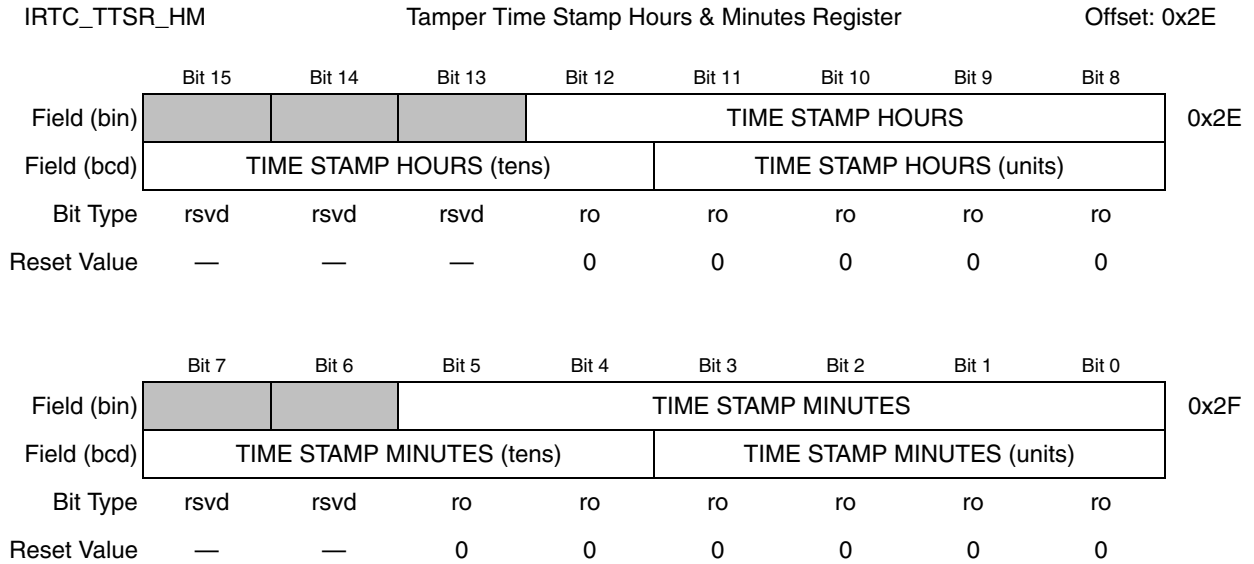 IRTC_TTSR_HM Tamper Time Stamp Hours & Minutes Register Offset: 0x2E
Bit 15 Bit 14 Bit 13 Bit 12 Bit 11 Bit 10 Bit 9 Bit 8
Field (bin) TIME STAMP HOURS 0x2E
Field (bcd) TIME STAMP HOURS (tens) TIME STAMP HOURS (units)
Bit Type rsvd rsvd rsvd ro ro ro ro ro
Reset Value — — — 0 0 0 0 0
Bit 7 Bit 6 Bit 5 Bit 4 Bit 3 Bit 2 Bit 1 Bit 0
Field (bin) TIME STAMP MINUTES 0x2F
Field (bcd) TIME STAMP MINUTES (tens) TIME STAMP MINUTES (units)
Bit Type rsvd rsvd ro ro ro ro ro ro
Reset Value — — 0 0 0 0 0 0